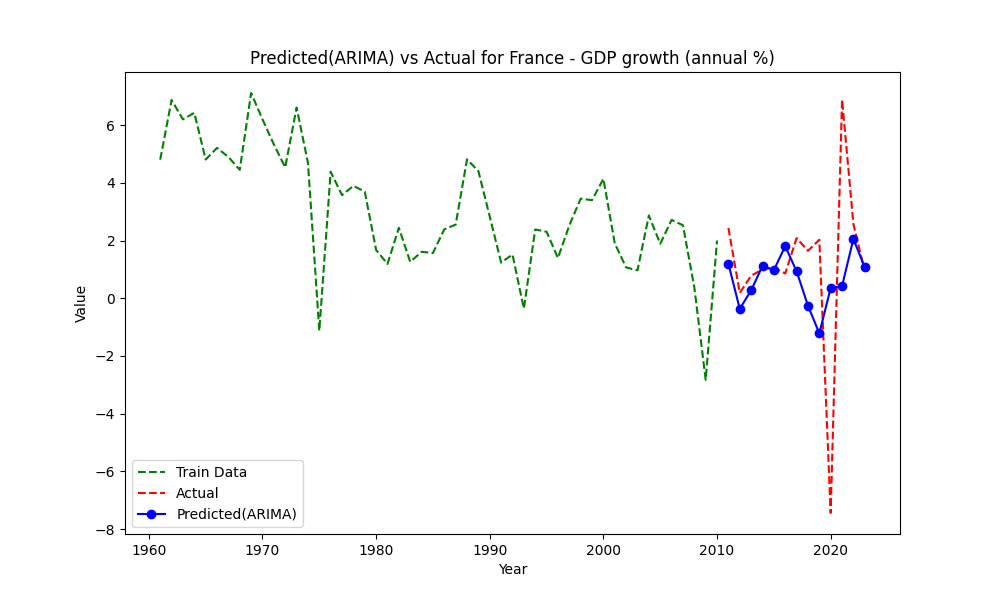 Predicted(ARIMA) vs Actual for France - GDP growth (annual %)
Value
6
4
2
0
−2
−4
−6
−8
Train Data
Actual
Predicted(ARIMA)
1960 1970 1980 1990 2000 2010 2020
Year